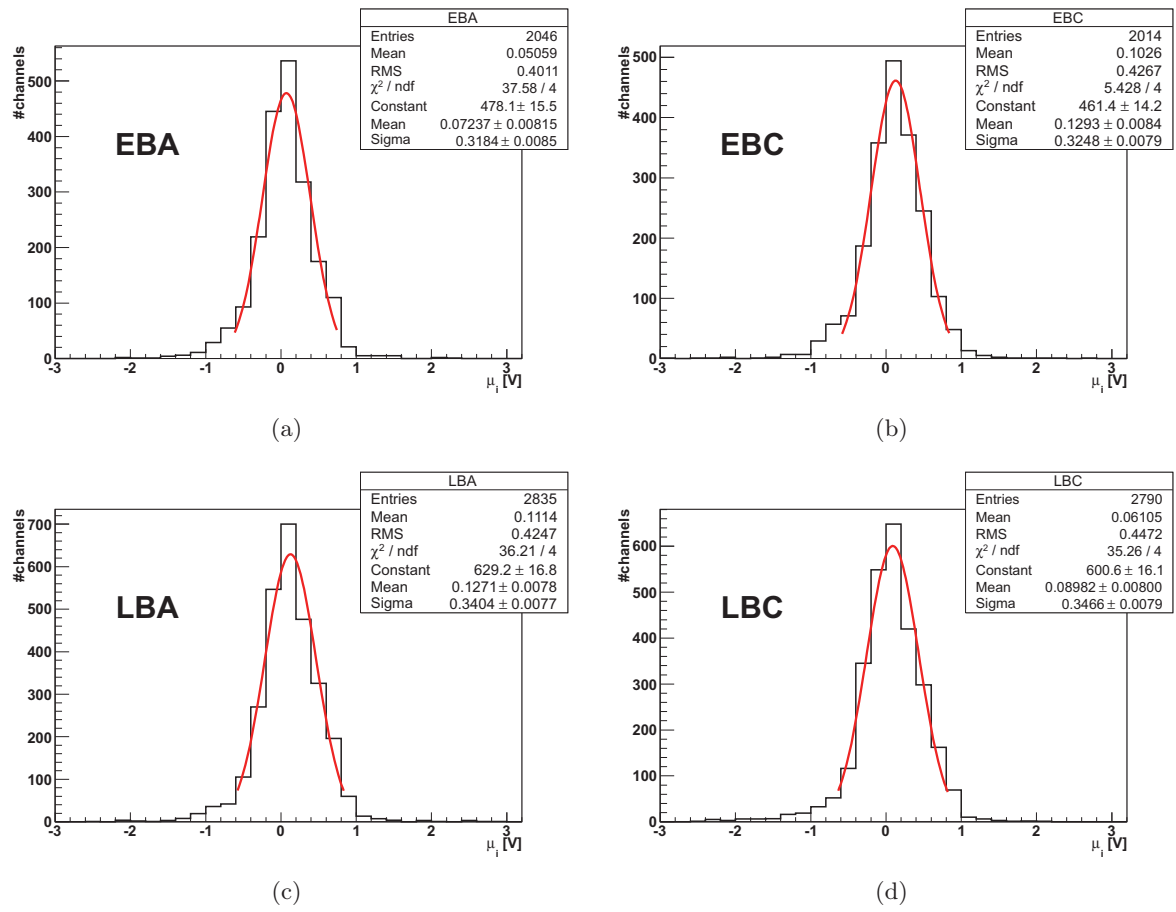 EBA
Entries 2046
Mean 0.05059
RMS 0.4011
χ² / ndf 37.58 / 4
Constant 478.1 ± 15.5
Mean 0.07237 ± 0.00815
Sigma 0.3184 ± 0.0085
#channels
500
400
300
200
100
0
EBA
-3 -2 -1 0 1 2 3
μi [V]
(a)
EBC
Entries 2014
Mean 0.1026
RMS 0.4267
χ² / ndf 5.428 / 4
Constant 461.4 ± 14.2
Mean 0.1293 ± 0.0084
Sigma 0.3248 ± 0.0079
#channels
500
400
300
200
100
0
EBC
-3 -2 -1 0 1 2 3
μi [V]
(b)
LBA
Entries 2835
Mean 0.1114
RMS 0.4247
χ² / ndf 36.21 / 4
Constant 629.2 ± 16.8
Mean 0.1271 ± 0.0078
Sigma 0.3404 ± 0.0077
#channels
700
600
500
400
300
200
100
0
LBA
-3 -2 -1 0 1 2 3
μi [V]
(c)
LBC
Entries 2790
Mean 0.06105
RMS 0.4472
χ² / ndf 35.26 / 4
Constant 600.6 ± 16.1
Mean 0.08982 ± 0.00800
Sigma 0.3466 ± 0.0079
#channels
600
500
400
300
200
100
0
LBC
-3 -2 -1 0 1 2 3
μi [V]
(d)